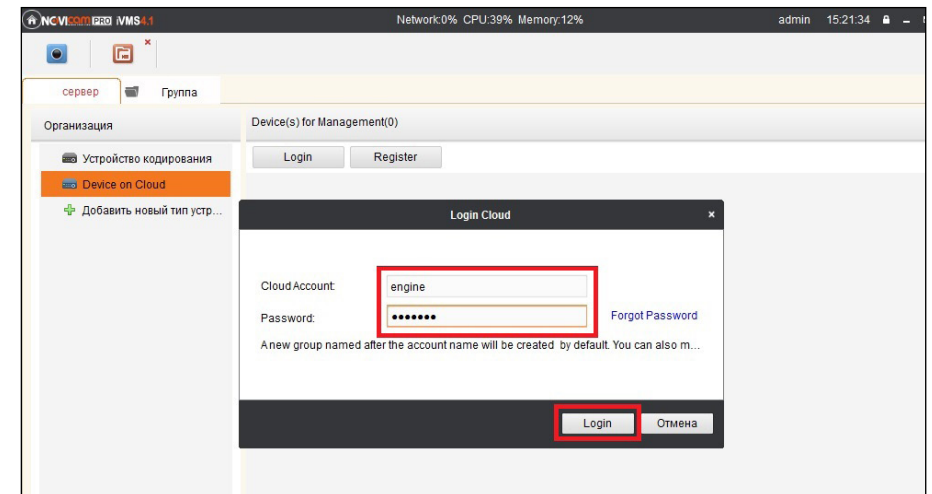 NOVIcom PRO iVMS4.1 Network:0% CPU:39% Memory:12% admin 15:21:34
сервер Группа
Организация Device(s) for Management(0)
Устройство кодирования Login Register
Device on Cloud
Добавить новый тип устр...
Login Cloud
Cloud Account: engine
Password: ●●●●●●● Forgot Password
A new group named after the account name will be created by default. You can also m...
Login Отмена